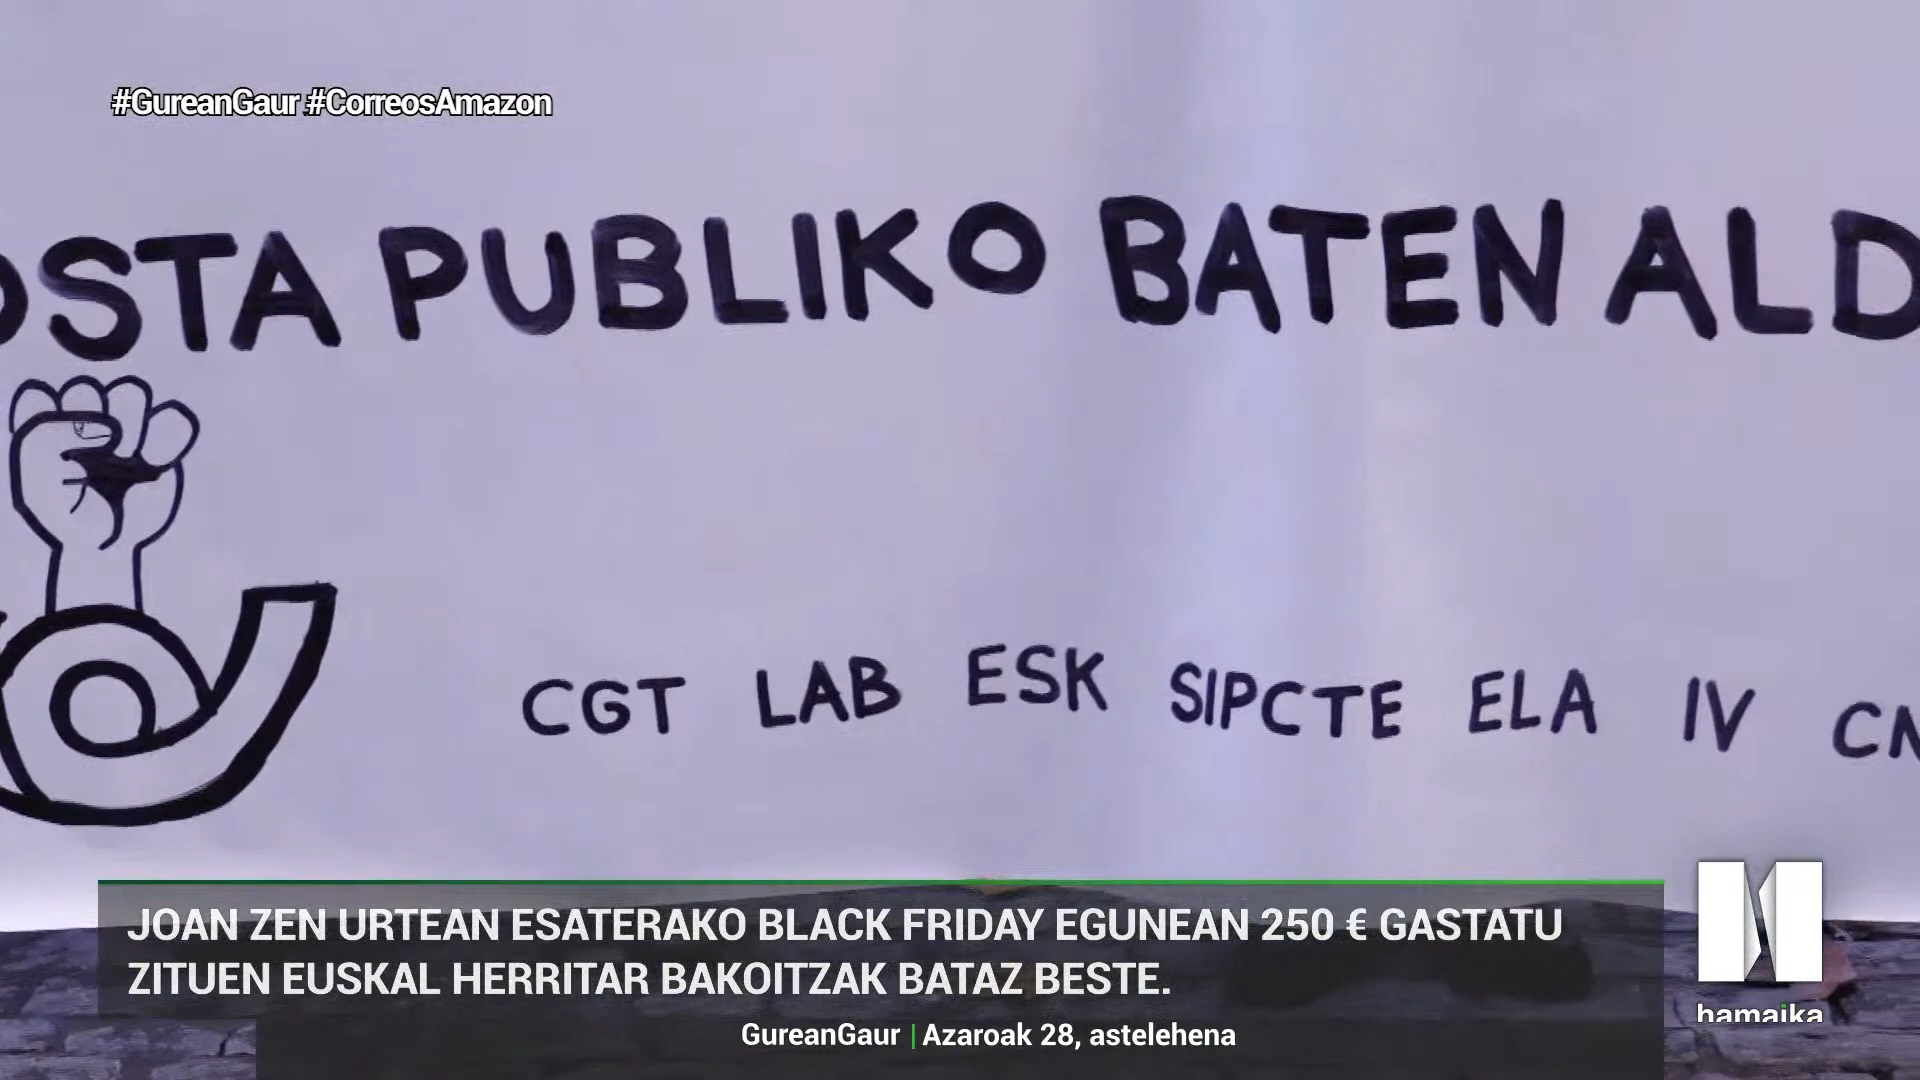 #GureanGaur #CorreosAmazon
OSTA PUBLIKO BATEN ALD
CGT LAB ESK SIPCTE ELA IV CN
JOAN ZEN URTEAN ESATERAKO BLACK FRIDAY EGUNEAN 250 € GASTATU
ZITUEN EUSKAL HERRITAR BAKOITZAK BATAZ BESTE.
hamaika
GureanGaur | Azaroak 28, astelehena